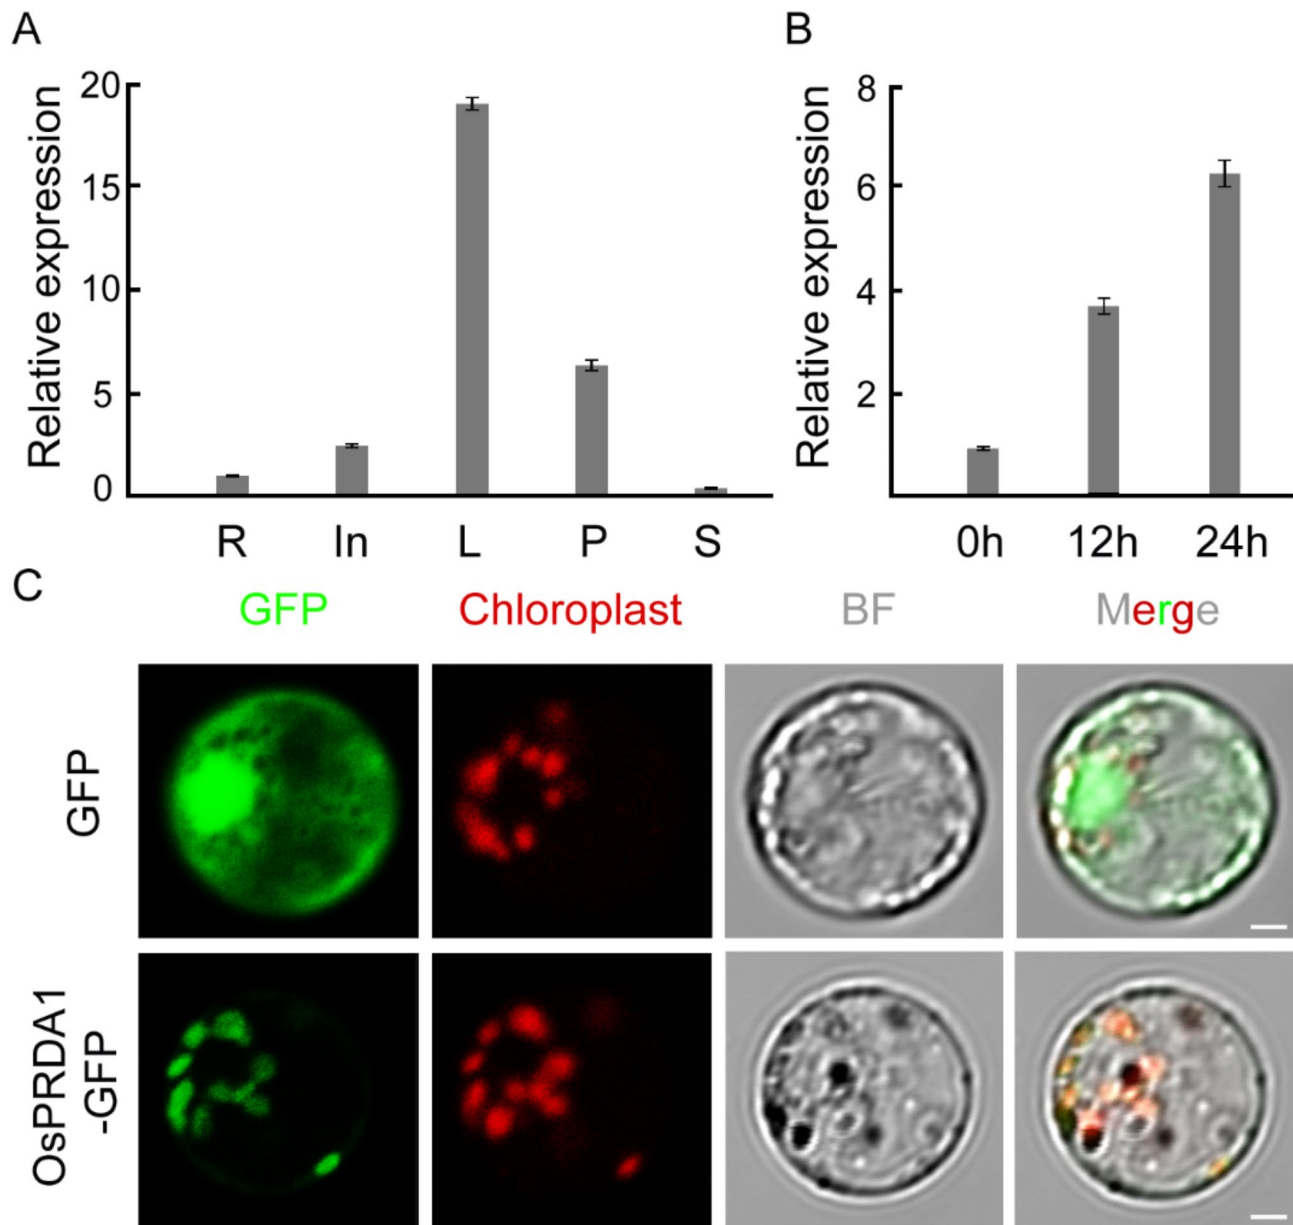 A
Relative expression
20
15
10
5
0
R In L P S
B
Relative expression
8
6
4
2
0h 12h 24h
C
GFP Chloroplast BF Merge
GFP
OsPRDA1
-GFP